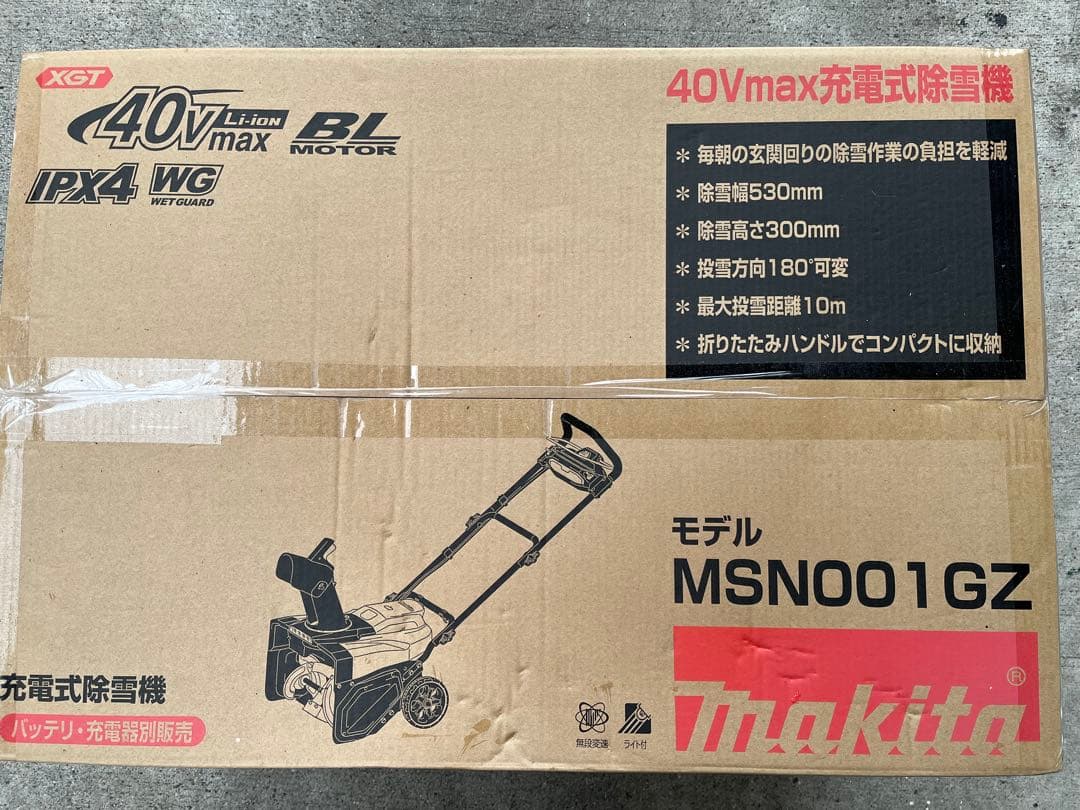 XGT
40Vmax Li-ion
BL MOTOR
IPX4
WG WET GUARD
40Vmax充電式除雪機
＊ 毎朝の玄関回りの除雪作業の負担を軽減
＊ 除雪幅530mm
＊ 除雪高さ300mm
＊ 投雪方向180°可変
＊ 最大投雪距離10m
＊ 折りたたみハンドルでコンパクトに収納
モデル
MSN001GZ
makita®
充電式除雪機
バッテリ・充電器別販売
無段変速
ライト付